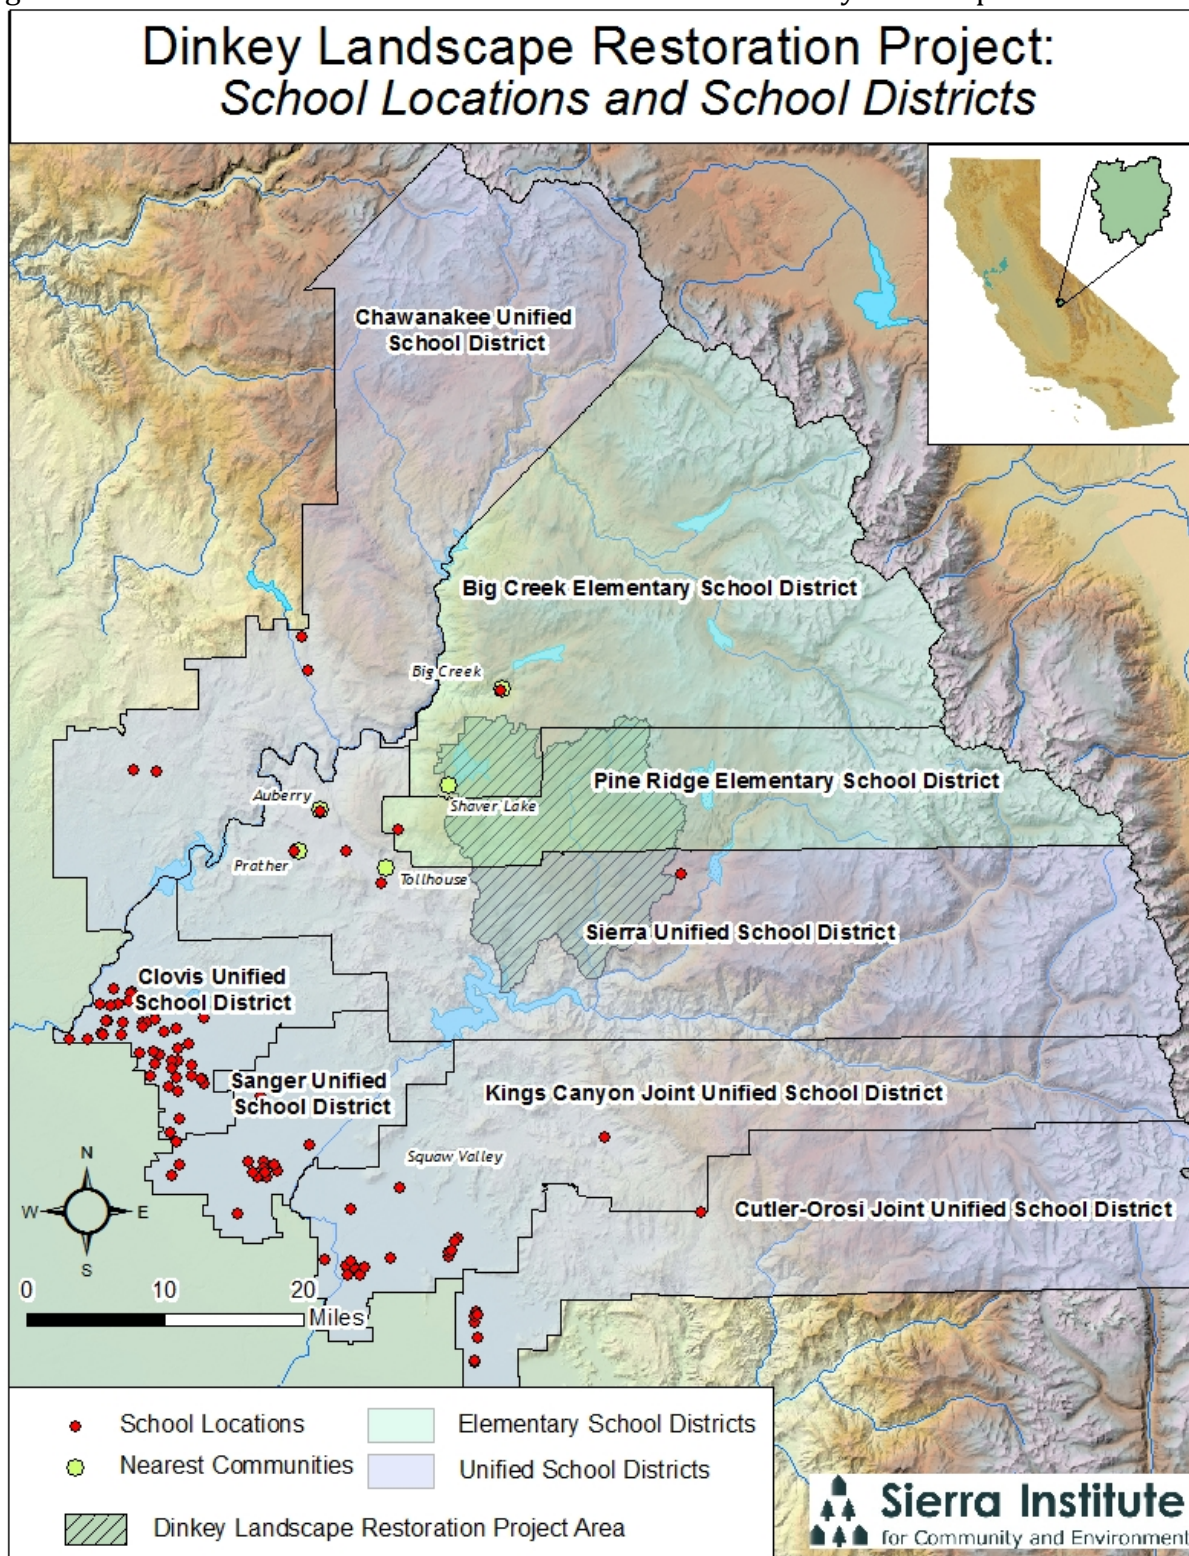 Dinkey Landscape Restoration Project:
School Locations and School Districts
Chawanakee Unified
School District
Big Creek Elementary School District
Big Creek
Pine Ridge Elementary School District
Auberry
Shaver Lake
Prather
Tollhouse
Sierra Unified School District
Clovis Unified
School District
Sanger Unified
School District
Kings Canyon Joint Unified School District
Squaw Valley
Cutler-Orosi Joint Unified School District
N
W
E
S
0 10 20
Miles
School Locations
Elementary School Districts
Nearest Communities
Unified School Districts
Dinkey Landscape Restoration Project Area
Sierra Institute
for Community and Environment